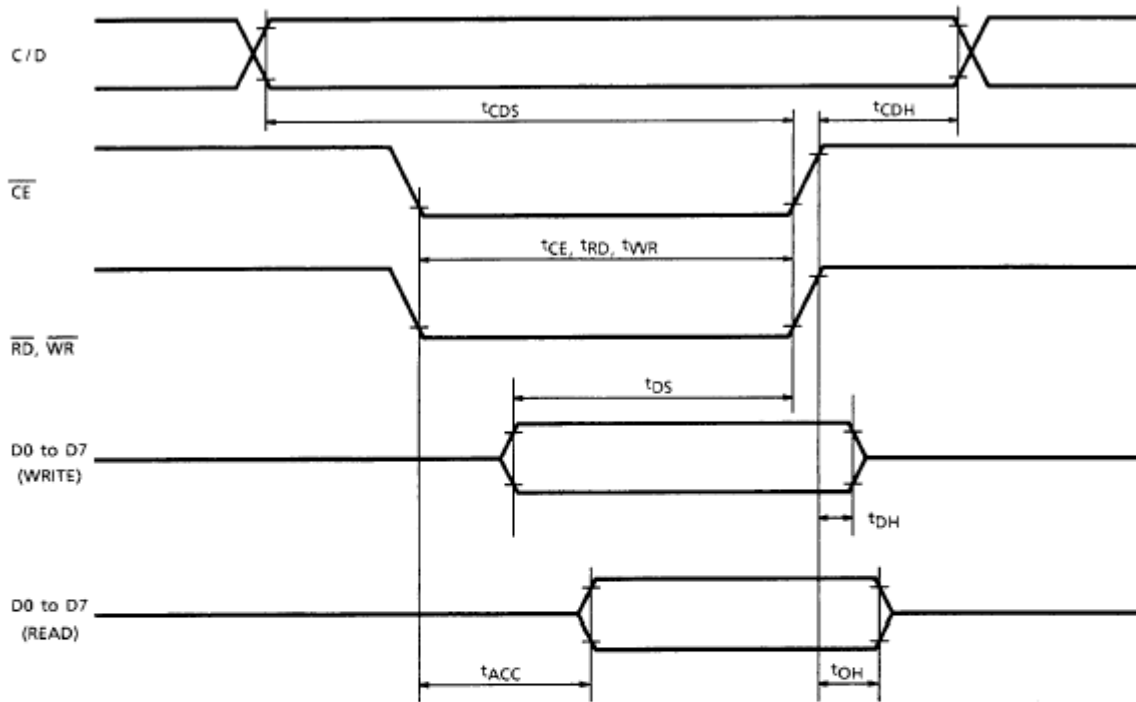 C/D
tCDS
tCDH
CE
tCE, tRD, tWR
RD, WR
tDS
D0 to D7
(WRITE)
tDH
D0 to D7
(READ)
tACC
tOH